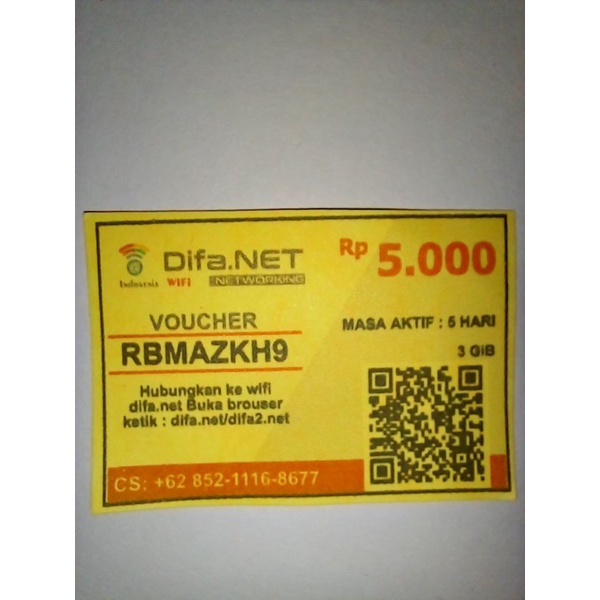 Difa.NET
Indonesia WIFI NETWORKING
Rp 5.000
VOUCHER
RBMAZKH9
MASA AKTIF : 5 HARI
3 GiB
Hubungkan ke wifi
difa.net Buka brouser
ketik : difa.net/difa2.net
CS: +62 852-1116-8677